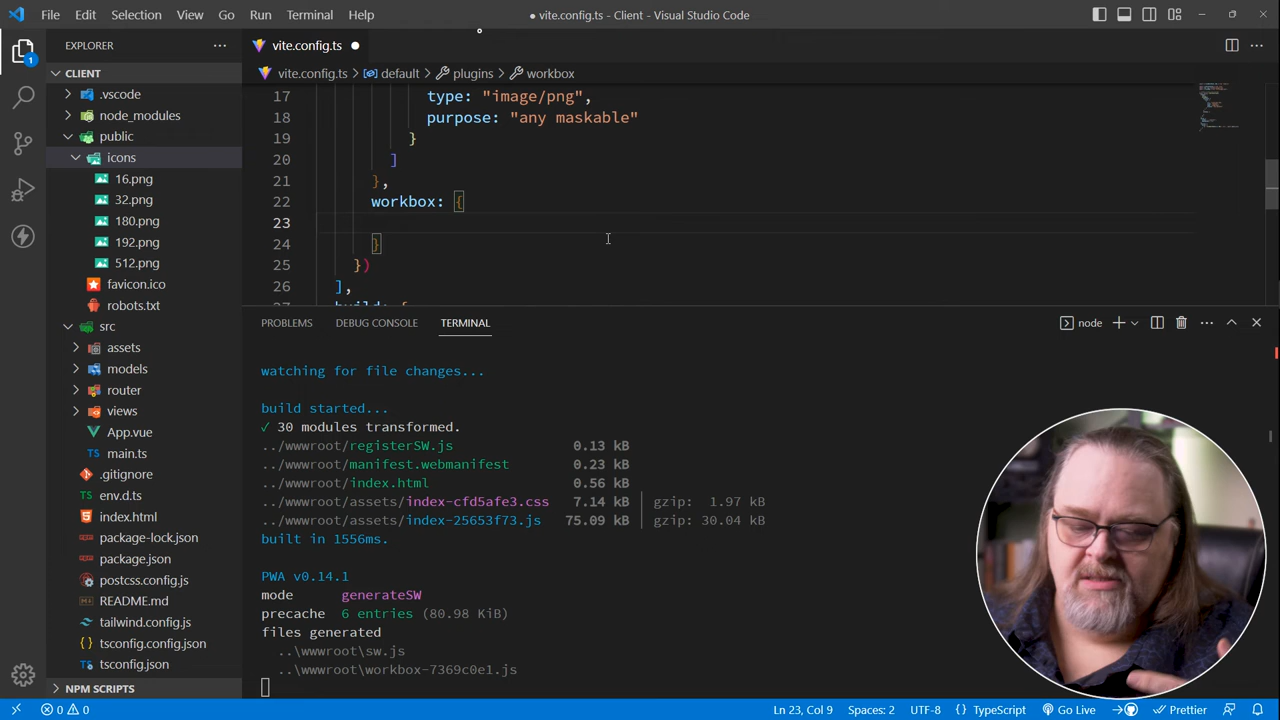 File Edit Selection View Go Run Terminal Help
● vite.config.ts - Client - Visual Studio Code
EXPLORER
CLIENT
.vscode
node_modules
public
icons
16.png
32.png
180.png
192.png
512.png
favicon.ico
robots.txt
src
assets
models
router
views
App.vue
main.ts
.gitignore
env.d.ts
index.html
package-lock.json
package.json
postcss.config.js
README.md
tailwind.config.js
tsconfig.config.json
tsconfig.json
NPM SCRIPTS
1
vite.config.ts
vite.config.ts > default > plugins > workbox
17 type: "image/png",
18 purpose: "any maskable"
19 }
20 ]
21 },
22 workbox: {
23
24 }
25 })
26 ],
27 build: {
PROBLEMS DEBUG CONSOLE TERMINAL
node
watching for file changes...
build started...
✓ 30 modules transformed.
../wwwroot/registerSW.js 0.13 kB
../wwwroot/manifest.webmanifest 0.23 kB
../wwwroot/index.html 0.56 kB
../wwwroot/assets/index-cfd5afe3.css 7.14 kB │ gzip: 1.97 kB
../wwwroot/assets/index-25653f73.js 75.09 kB │ gzip: 30.04 kB
built in 1556ms.
PWA v0.14.1
mode generateSW
precache 6 entries (80.98 KiB)
files generated
..\wwwroot\sw.js
..\wwwroot\workbox-7369c0e1.js
0 0 Ln 23, Col 9 Spaces: 2 UTF-8 {} TypeScript Go Live Prettier